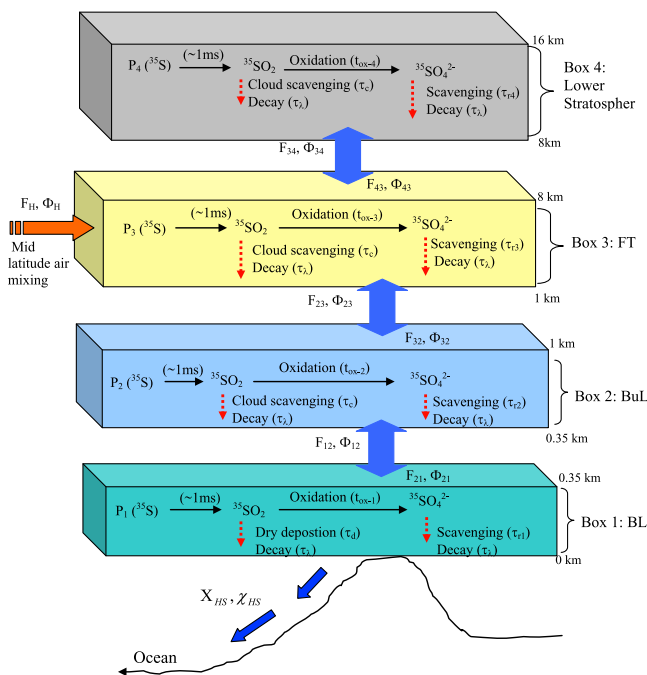 16 km
P4 (35S)
(~1ms)
35SO2
Oxidation (tox-4)
35SO42-
Cloud scavenging (τc)
Decay (τλ)
Scavenging (τr4)
Decay (τλ)
Box 4:
Lower
Stratospher
8km
F34, Φ34
F43, Φ43
8 km
FH, ΦH
Mid
latitude air
mixing
P3 (35S)
(~1ms)
35SO2
Oxidation (tox-3)
35SO42-
Cloud scavenging (τc)
Decay (τλ)
Scavenging (τr3)
Decay (τλ)
Box 3: FT
1 km
F23, Φ23
F32, Φ32
1 km
P2 (35S)
(~1ms)
35SO2
Oxidation (tox-2)
35SO42-
Cloud scavenging (τc)
Decay (τλ)
Scavenging (τr2)
Decay (τλ)
Box 2: BuL
0.35 km
F12, Φ12
F21, Φ21
0.35 km
P1 (35S)
(~1ms)
35SO2
Oxidation (tox-1)
35SO42-
Dry depostion (τd)
Decay (τλ)
Scavenging (τr1)
Decay (τλ)
Box 1: BL
0 km
XHS, χHS
Ocean